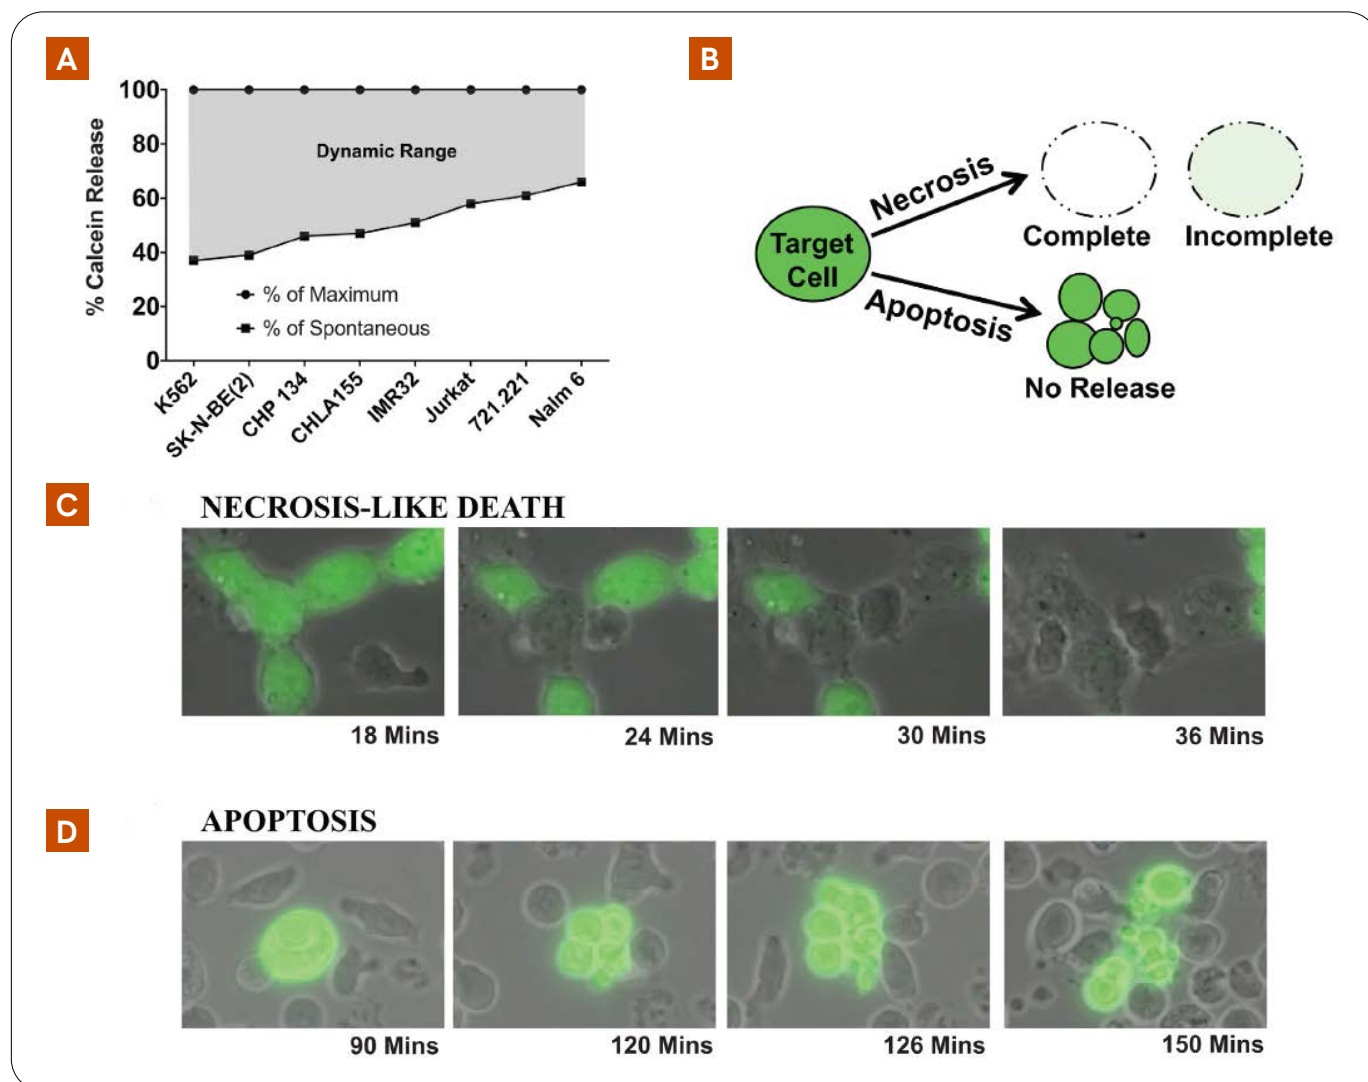 A
100
80
60
40
20
0
% Calcein Release
Dynamic Range
% of Maximum
% of Spontaneous
K562
SK-N-BE(2)
CHP 134
CHLA155
IMR32
Jurkat
721.221
Nalm 6
B
Target
Cell
Necrosis
Apoptosis
Complete
Incomplete
No Release
C
NECROSIS-LIKE DEATH
18 Mins
24 Mins
30 Mins
36 Mins
D
APOPTOSIS
90 Mins
120 Mins
126 Mins
150 Mins